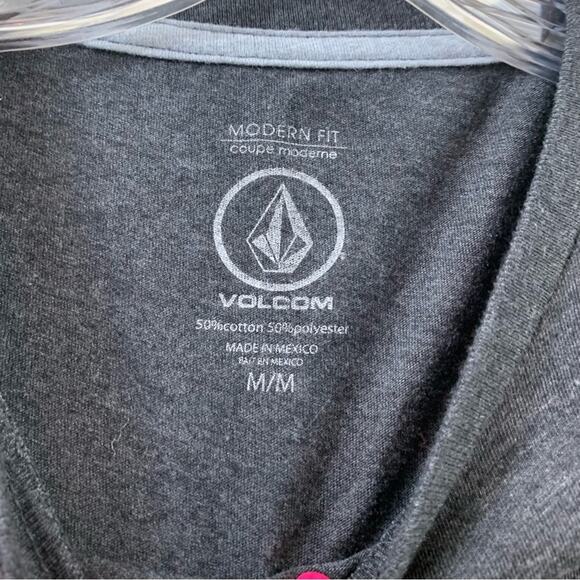 MODERN FIT
coupe moderne
VOLCOM
50%cotton 50%polyester
MADE IN MEXICO
FAIT EN MEXICO
M/M